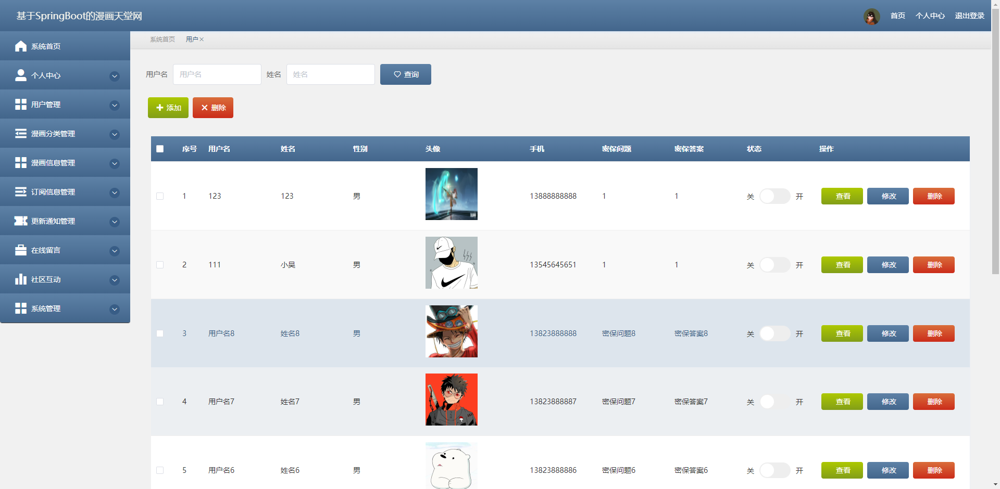 基于SpringBoot的漫画天堂网
首页 个人中心 退出登录
系统首页
个人中心
用户管理
漫画分类管理
漫画信息管理
订阅信息管理
更新通知管理
在线留言
社区互动
系统管理
系统首页 用户×
用户名 用户名 姓名 姓名 查询
添加 删除
序号 用户名 姓名 性别 头像 手机 密保问题 密保答案 状态 操作
1 123 123 男 13888888888 1 1 关 开 查看 修改 删除
2 111 小吴 男 13545645651 1 1 关 开 查看 修改 删除
3 用户名8 姓名8 男 13823888888 密保问题8 密保答案8 关 开 查看 修改 删除
4 用户名7 姓名7 男 13823888887 密保问题7 密保答案7 关 开 查看 修改 删除
5 用户名6 姓名6 男 13823888886 密保问题6 密保答案6 关 开 查看 修改 删除